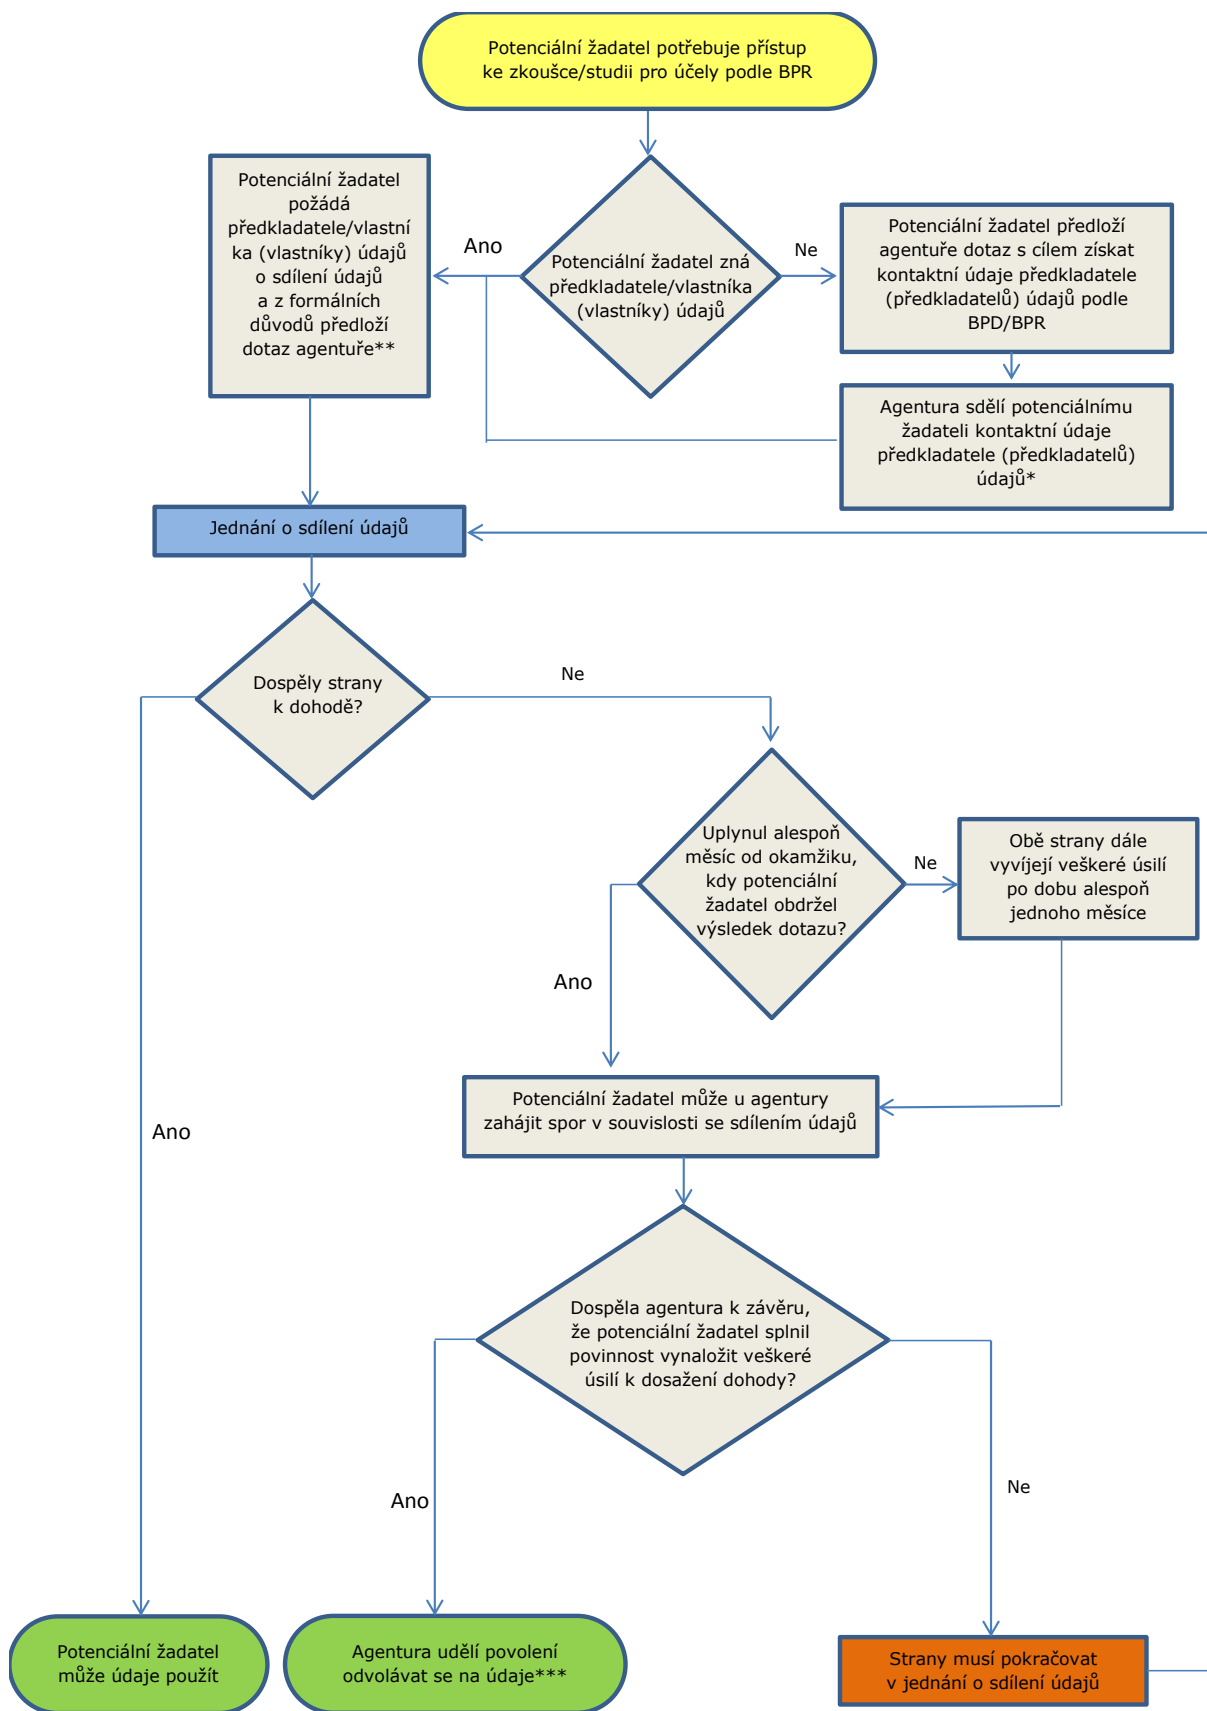 Potenciální žadatel potřebuje přístup
ke zkoušce/studii pro účely podle BPR
Potenciální žadatel
požádá
předkladatele/vlastní
ka (vlastníky) údajů
o sdílení údajů
a z formálních
důvodů předloží
dotaz agentuře**
Ano
Potenciální žadatel zná
předkladatele/vlastníka
(vlastníky) údajů
Ne
Potenciální žadatel předloží
agentuře dotaz s cílem získat
kontaktní údaje předkladatele
(předkladatelů) údajů podle
BPD/BPR
Agentura sdělí potenciálnímu
žadateli kontaktní údaje
předkladatele (předkladatelů)
údajů*
Jednání o sdílení údajů
Dospěly strany
k dohodě?
Ne
Uplynul alespoň
měsíc od okamžiku,
kdy potenciální
žadatel obdržel
výsledek dotazu?
Ne
Obě strany dále
vyvíjejí veškeré úsilí
po dobu alespoň
jednoho měsíce
Ano
Potenciální žadatel může u agentury
zahájit spor v souvislosti se sdílením údajů
Ano
Dospěla agentura k závěru,
že potenciální žadatel splnil
povinnost vynaložit veškeré
úsilí k dosažení dohody?
Ano
Ne
Potenciální žadatel
může údaje použít
Agentura udělí povolení
odvolávat se na údaje***
Strany musí pokračovat
v jednání o sdílení údajů